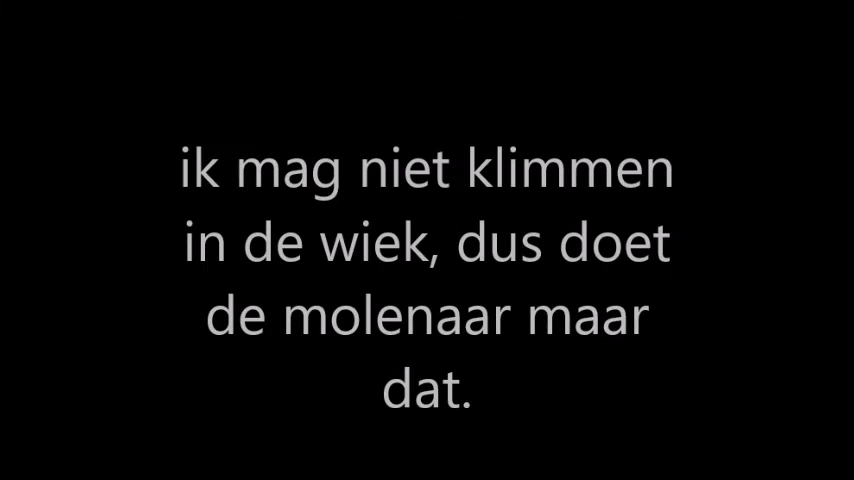 ik mag niet klimmen
in de wiek, dus doet
de molenaar maar
dat.